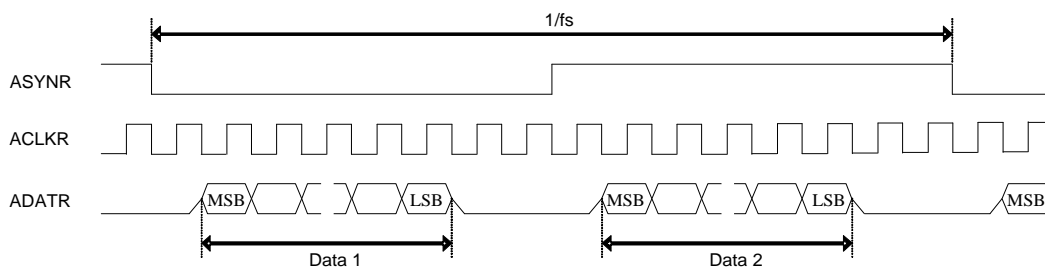 1/fs
ASYNR
ACLKR
ADATR MSB LSB MSB LSB MSB
Data 1 Data 2